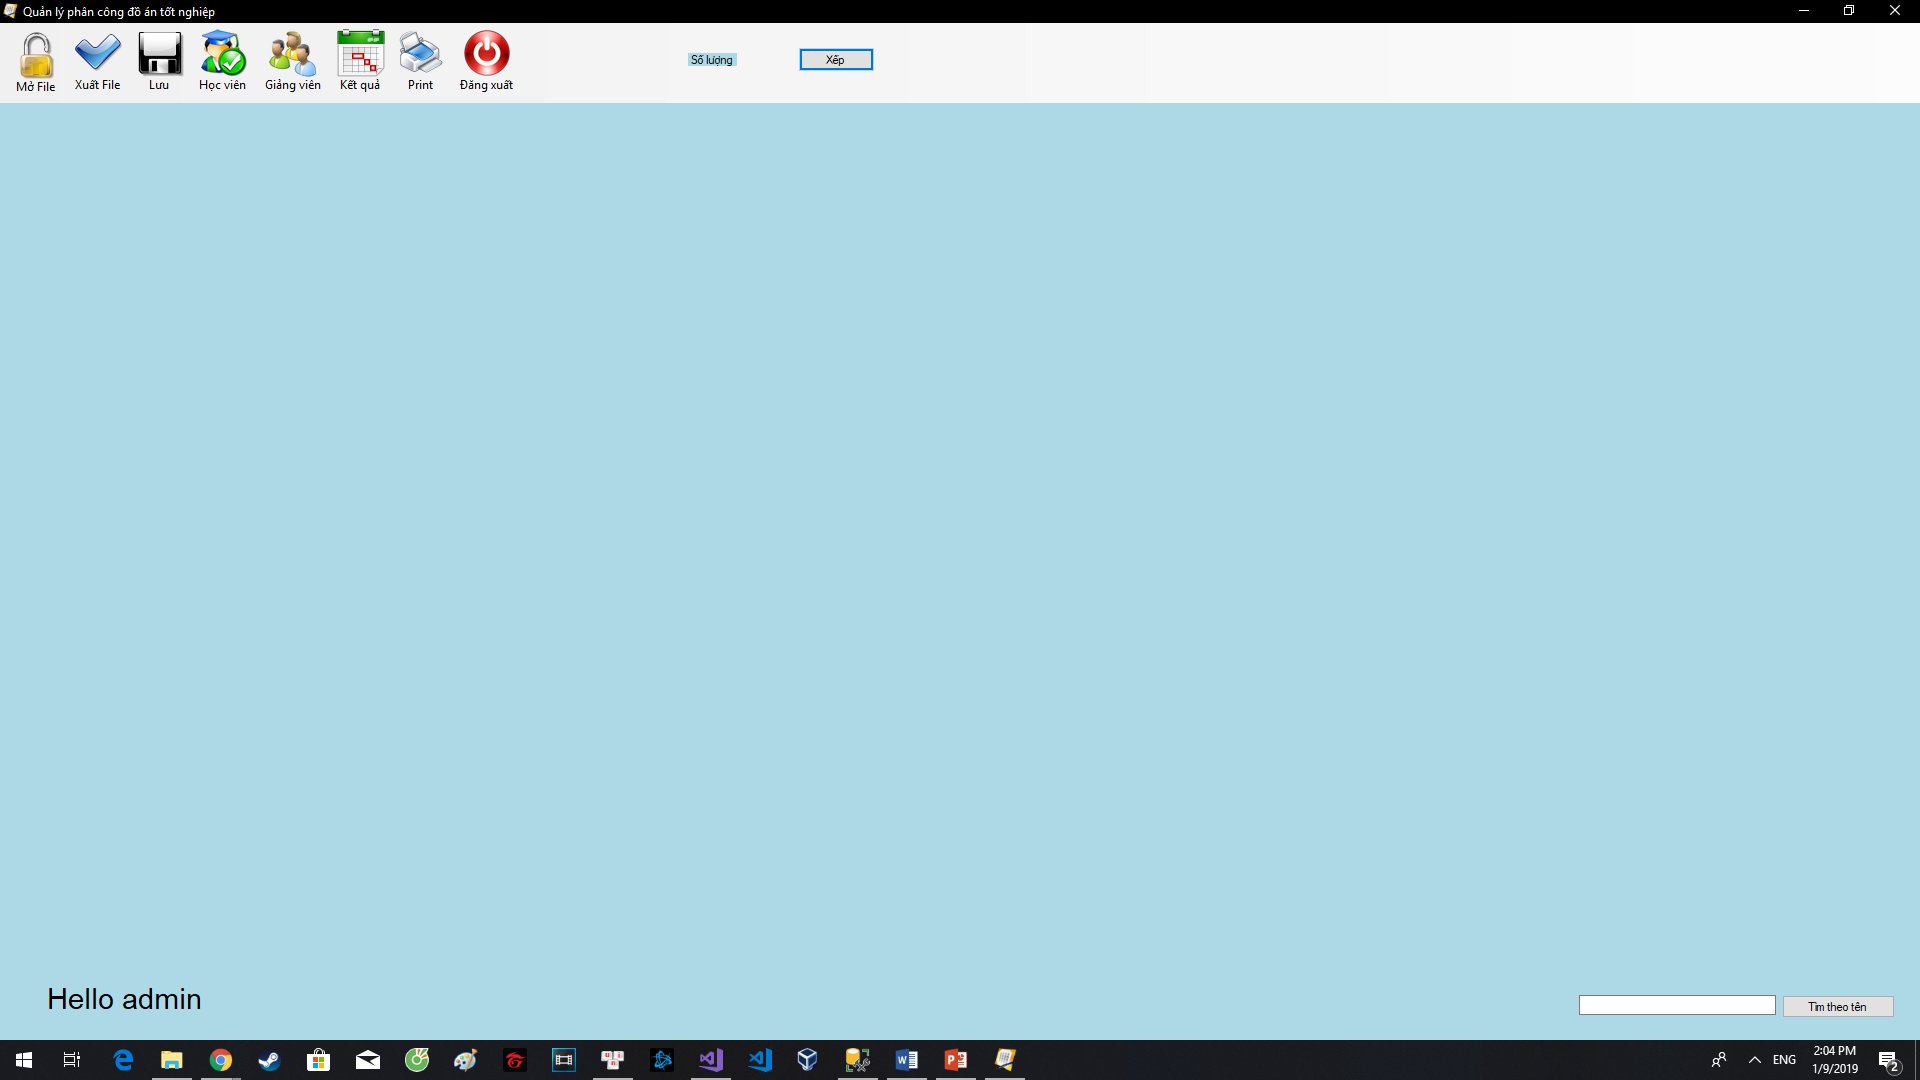 Quản lý phân công đồ án tốt nghiệp
Mở File
Xuất File
Lưu
Học viên
Giảng viên
Kết quả
Print
Đăng xuất
Số lượng
Xếp
Hello admin
Tìm theo tên
ENG
2:04 PM
1/9/2019
2